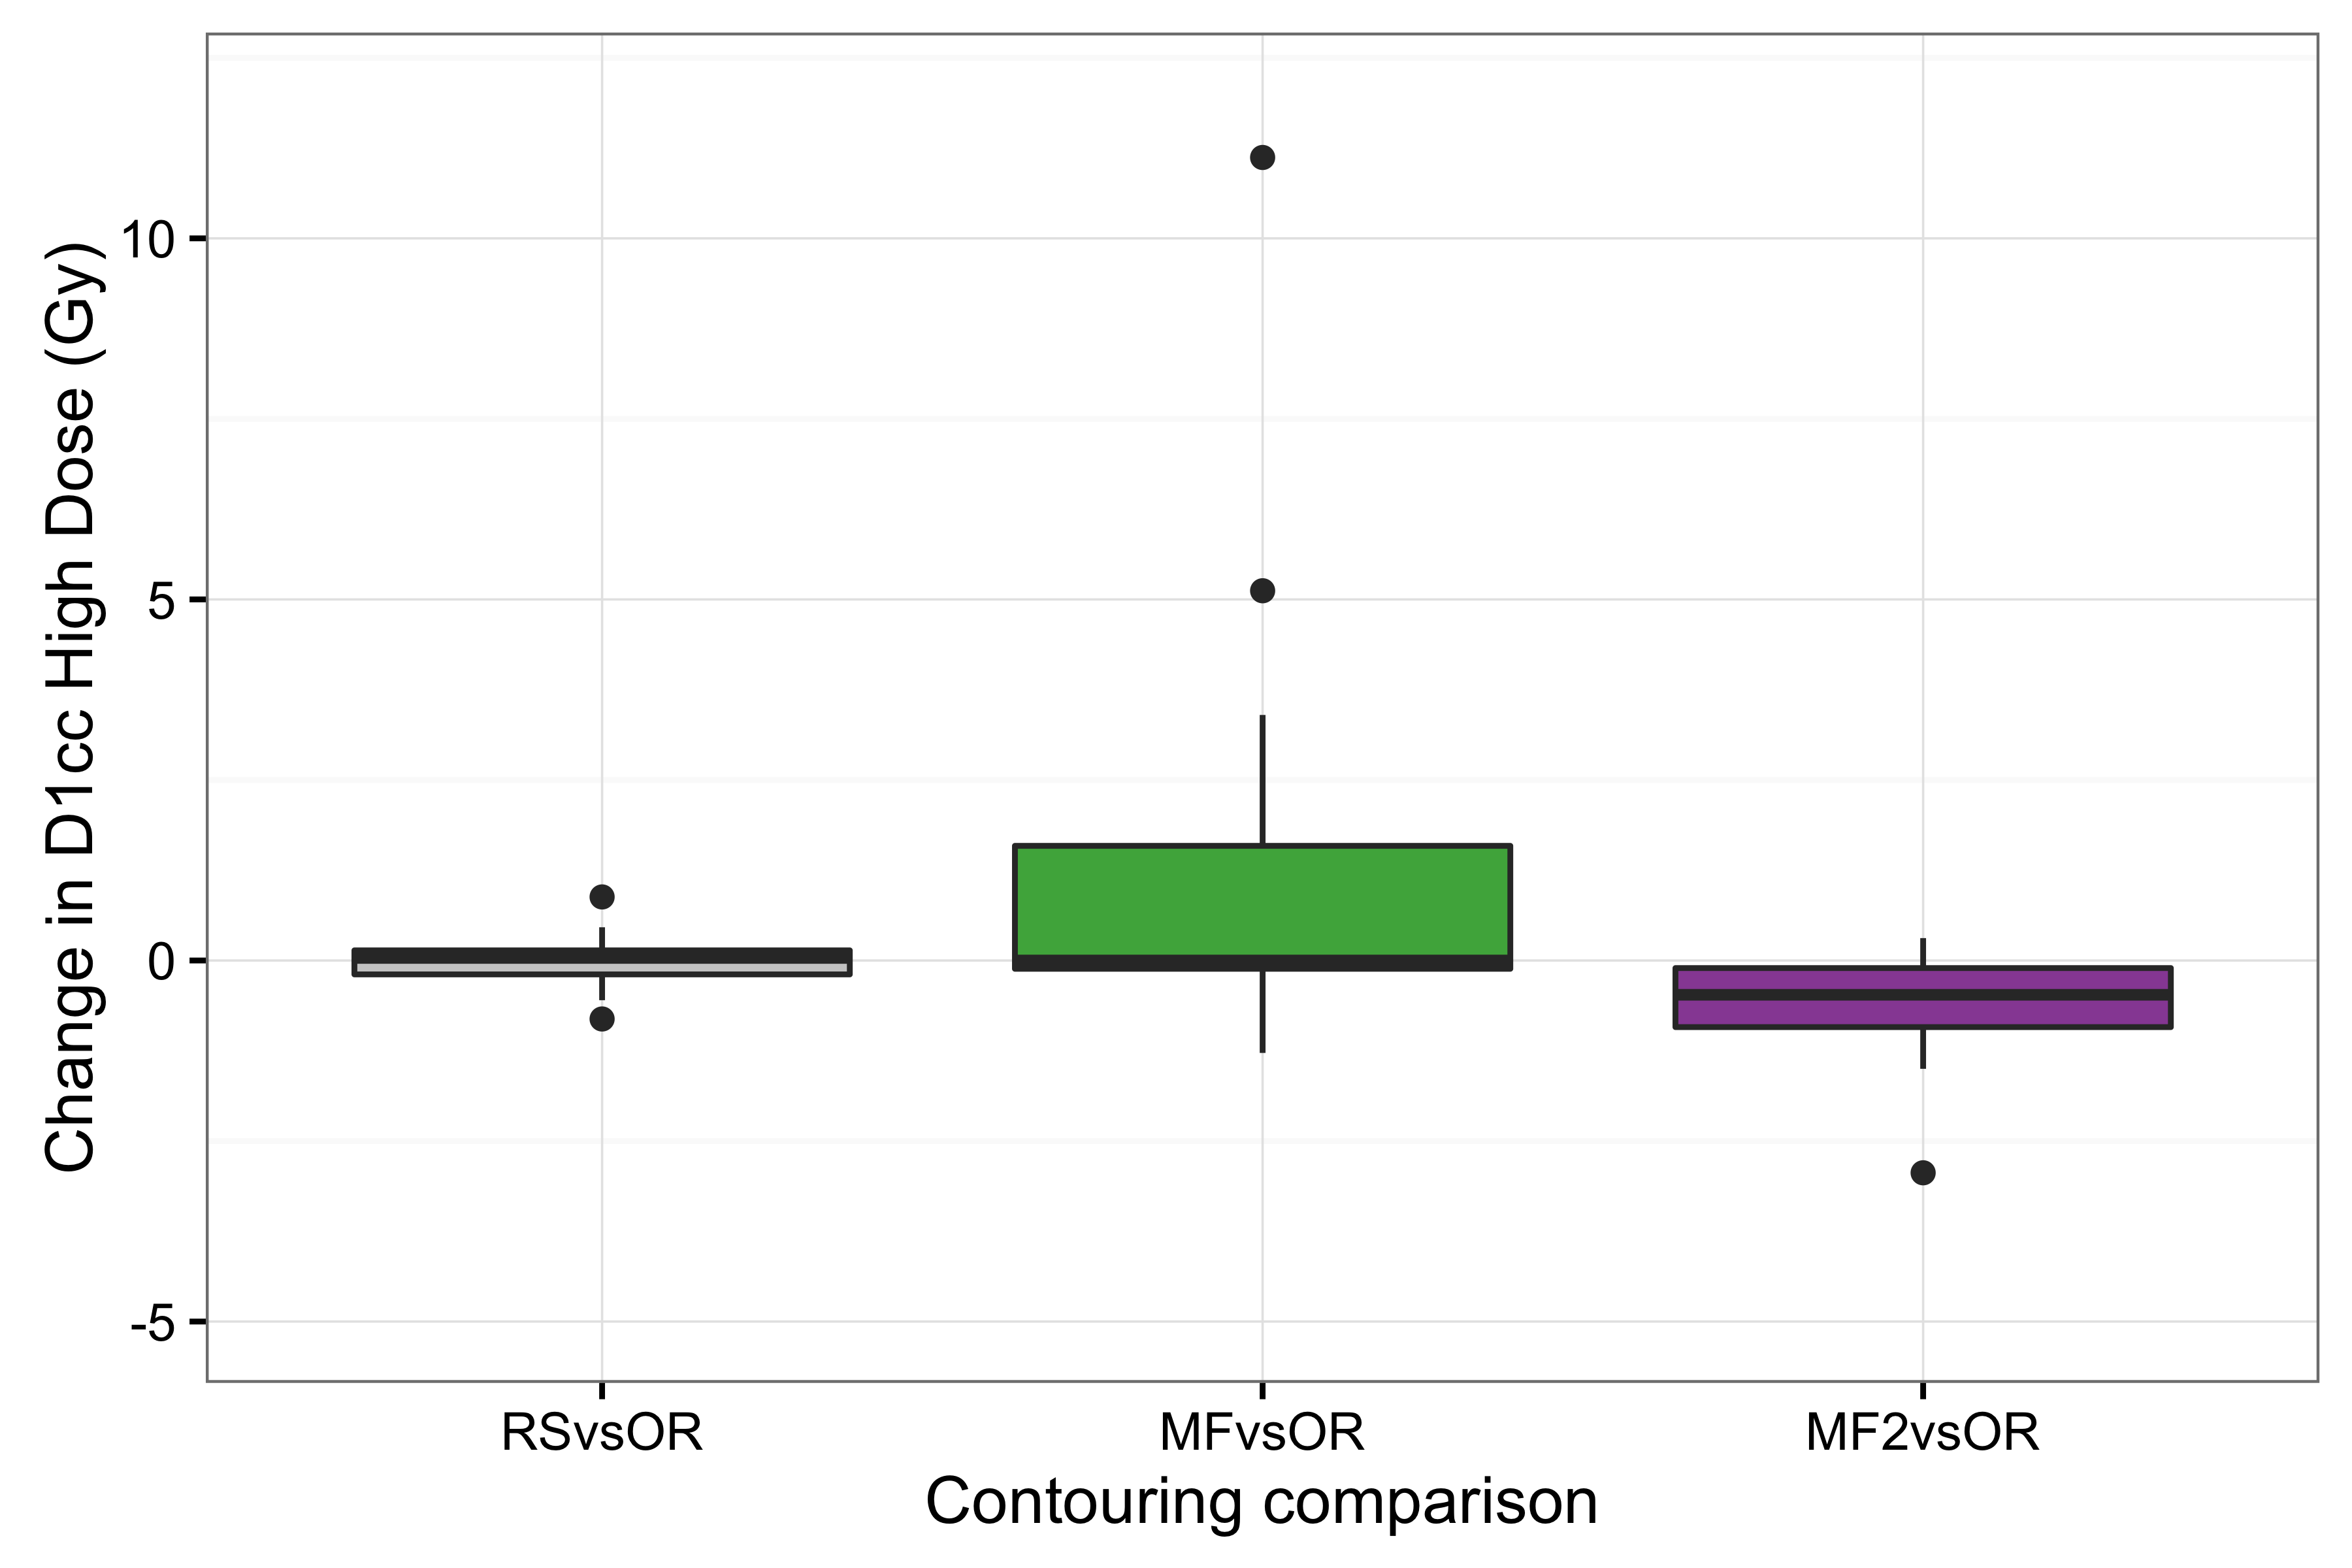 Change in D1cc High Dose (Gy)
10
5
0
-5
RSvsOR
MFvsOR
MF2vsOR
Contouring comparison